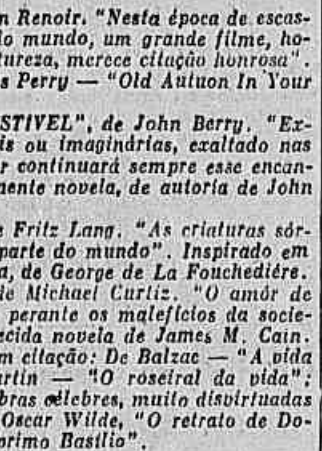 n Renoir. "Nesta época de escas-
lo mundo, um grande filme, ho-
tureza, merece citação honrosa".
s Perry — "Old Autuon In Your
STIVEL", de John Berry. "Ex-
is ou imaginárias, exaltado nas
r continuará sempre esse encan-
mente novela, de autoria de John
e Fritz Lang. "As criaturas sór-
parte do mundo". Inspirado em
a, de George de La Fouchediére.
de Michael Curtiz. "O amôr de
perante os malefícios da socie-
ecida novela de James M. Cain.
m citação: De Balzac — "A vida
artin — "O roseiral da vida";
bras célebres, muito disvirtuadas
Oscar Wilde, "O retrato de Do-
primo Basílio".